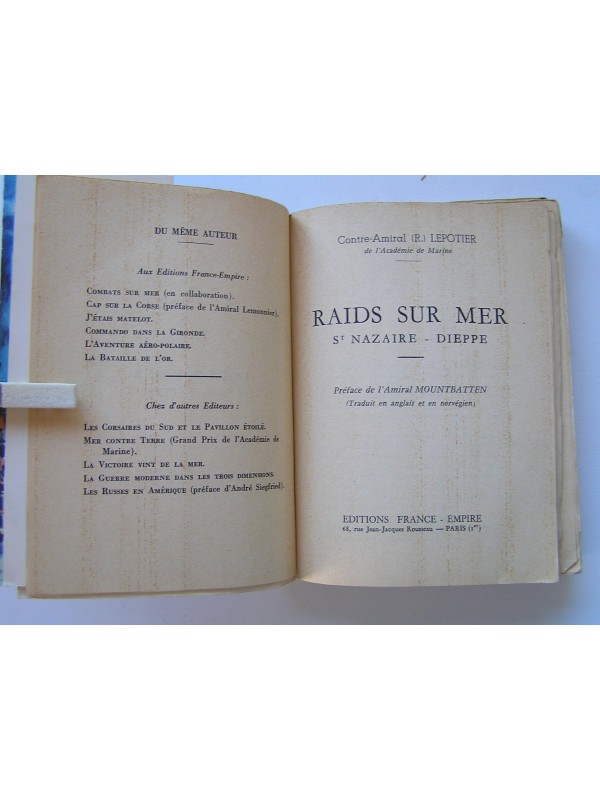 DU MÊME AUTEUR
Aux Editions France-Empire :
COMBATS SUR MER (en collaboration).
CAP SUR LA CORSE (préface de l'Amiral Lemonnier).
J'ÉTAIS MATELOT.
COMMANDO DANS LA GIRONDE.
L'AVENTURE AÉRO-POLAIRE.
LA BATAILLE DE L'OR.
Chez d'autres Editeurs :
LES CORSAIRES DU SUD ET LE PAVILLON ÉTOILÉ.
MER CONTRE TERRE (Grand Prix de l'Académie de
Marine).
LA VICTOIRE VINT DE LA MER.
LA GUERRE MODERNE DANS LES TROIS DIMENSIONS.
LES RUSSES EN AMÉRIQUE (préface d'André Siegfried).
Contre-Amiral (R.) LEPOTIER
de l'Académie de Marine
RAIDS SUR MER
ST NAZAIRE - DIEPPE
Préface de l'Amiral MOUNTBATTEN
(Traduit en anglait et en norvégien)
EDITIONS FRANCE - EMPIRE
68, rue Jean-Jacques Rousseau — PARIS (1er)